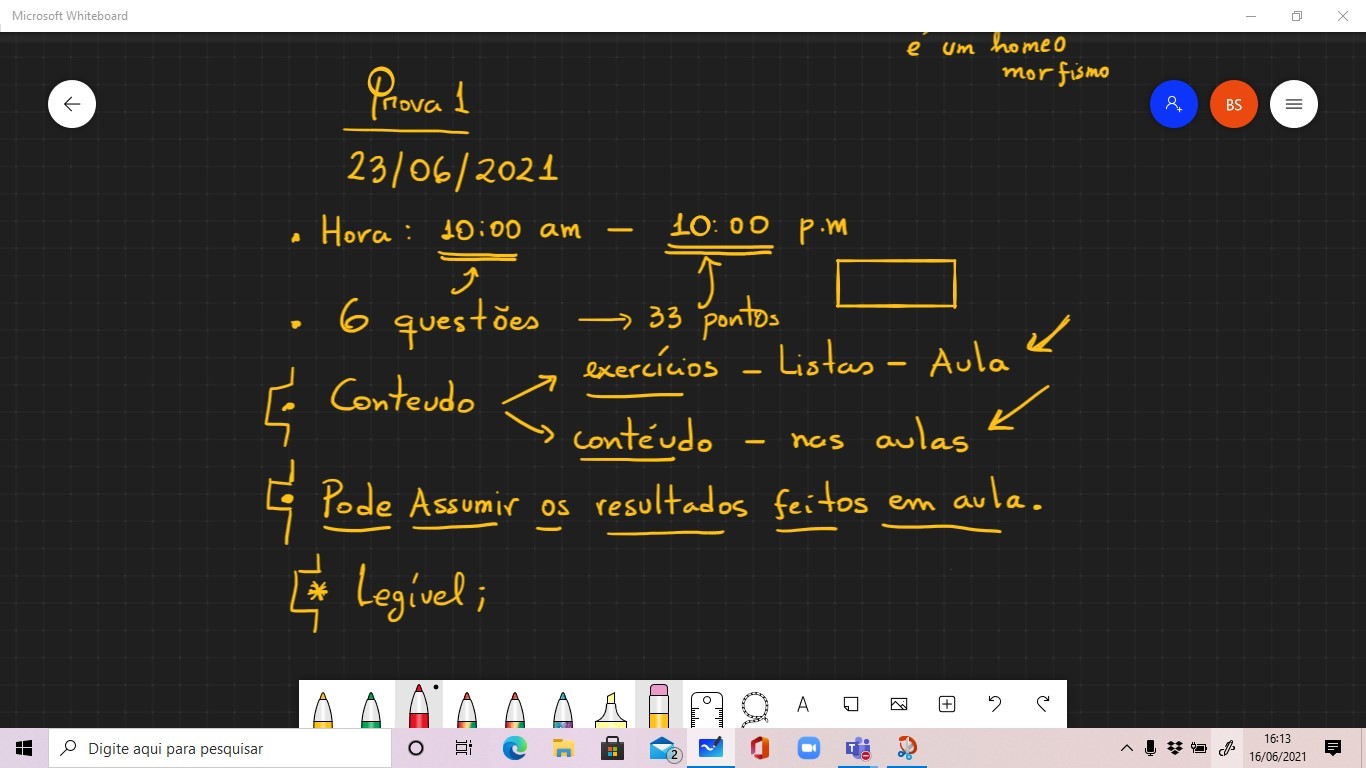 Microsoft Whiteboard
é um homeo
morfismo
Prova 1
BS
23/06/2021
• Hora: 10:00 am — 10:00 p.m
• 6 questões → 33 pontos
exercícios – Listas – Aula
• Conteudo
contéudo – nas aulas
• Pode Assumir os resultados feitos em aula.
* Legível;
A
Digite aqui para pesquisar
2
16:13
16/06/2021